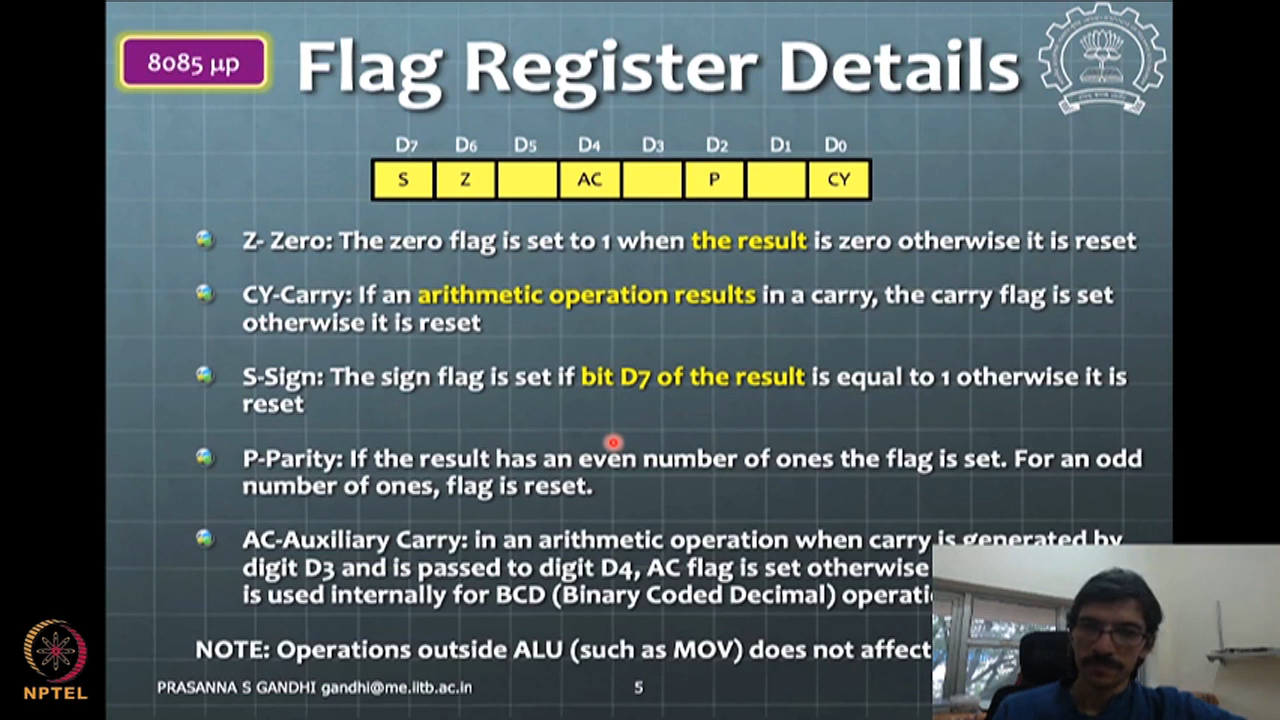 8085 μp
Flag Register Details
D7 D6 D5 D4 D3 D2 D1 D0
S Z AC P CY
Z- Zero: The zero flag is set to 1 when the result is zero otherwise it is reset
CY-Carry: If an arithmetic operation results in a carry, the carry flag is set
otherwise it is reset
S-Sign: The sign flag is set if bit D7 of the result is equal to 1 otherwise it is
reset
P-Parity: If the result has an even number of ones the flag is set. For an odd
number of ones, flag is reset.
AC-Auxiliary Carry: in an arithmetic operation when carry is generated by
digit D3 and is passed to digit D4, AC flag is set otherwise
is used internally for BCD (Binary Coded Decimal)
NOTE: Operations outside ALU (such as MOV) does not affect
PRASANNA S GANDHI gandhi@me.iitb.ac.in 5
NPTEL